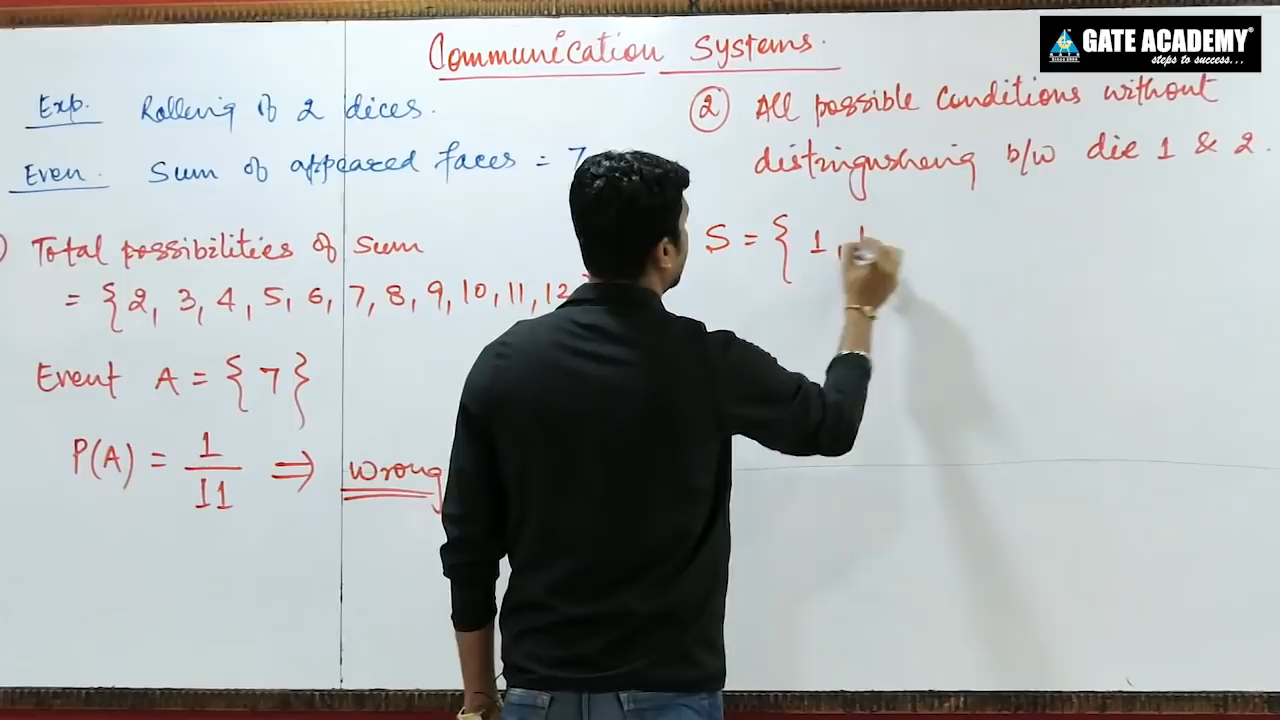 GATE ACADEMY
steps to success...
Communication Systems.
Exp. Rolling of 2 dices.
Even. Sum of appeared faces = 7
) Total possibilities of Sum
= { 2, 3, 4, 5, 6, 7, 8, 9, 10, 11, 12
Event A = { 7 }
P(A) = 1/11 ⇒ Wrong
② All possible Conditions without
distingusheing b/w die 1 & 2.
S = { 1, 1